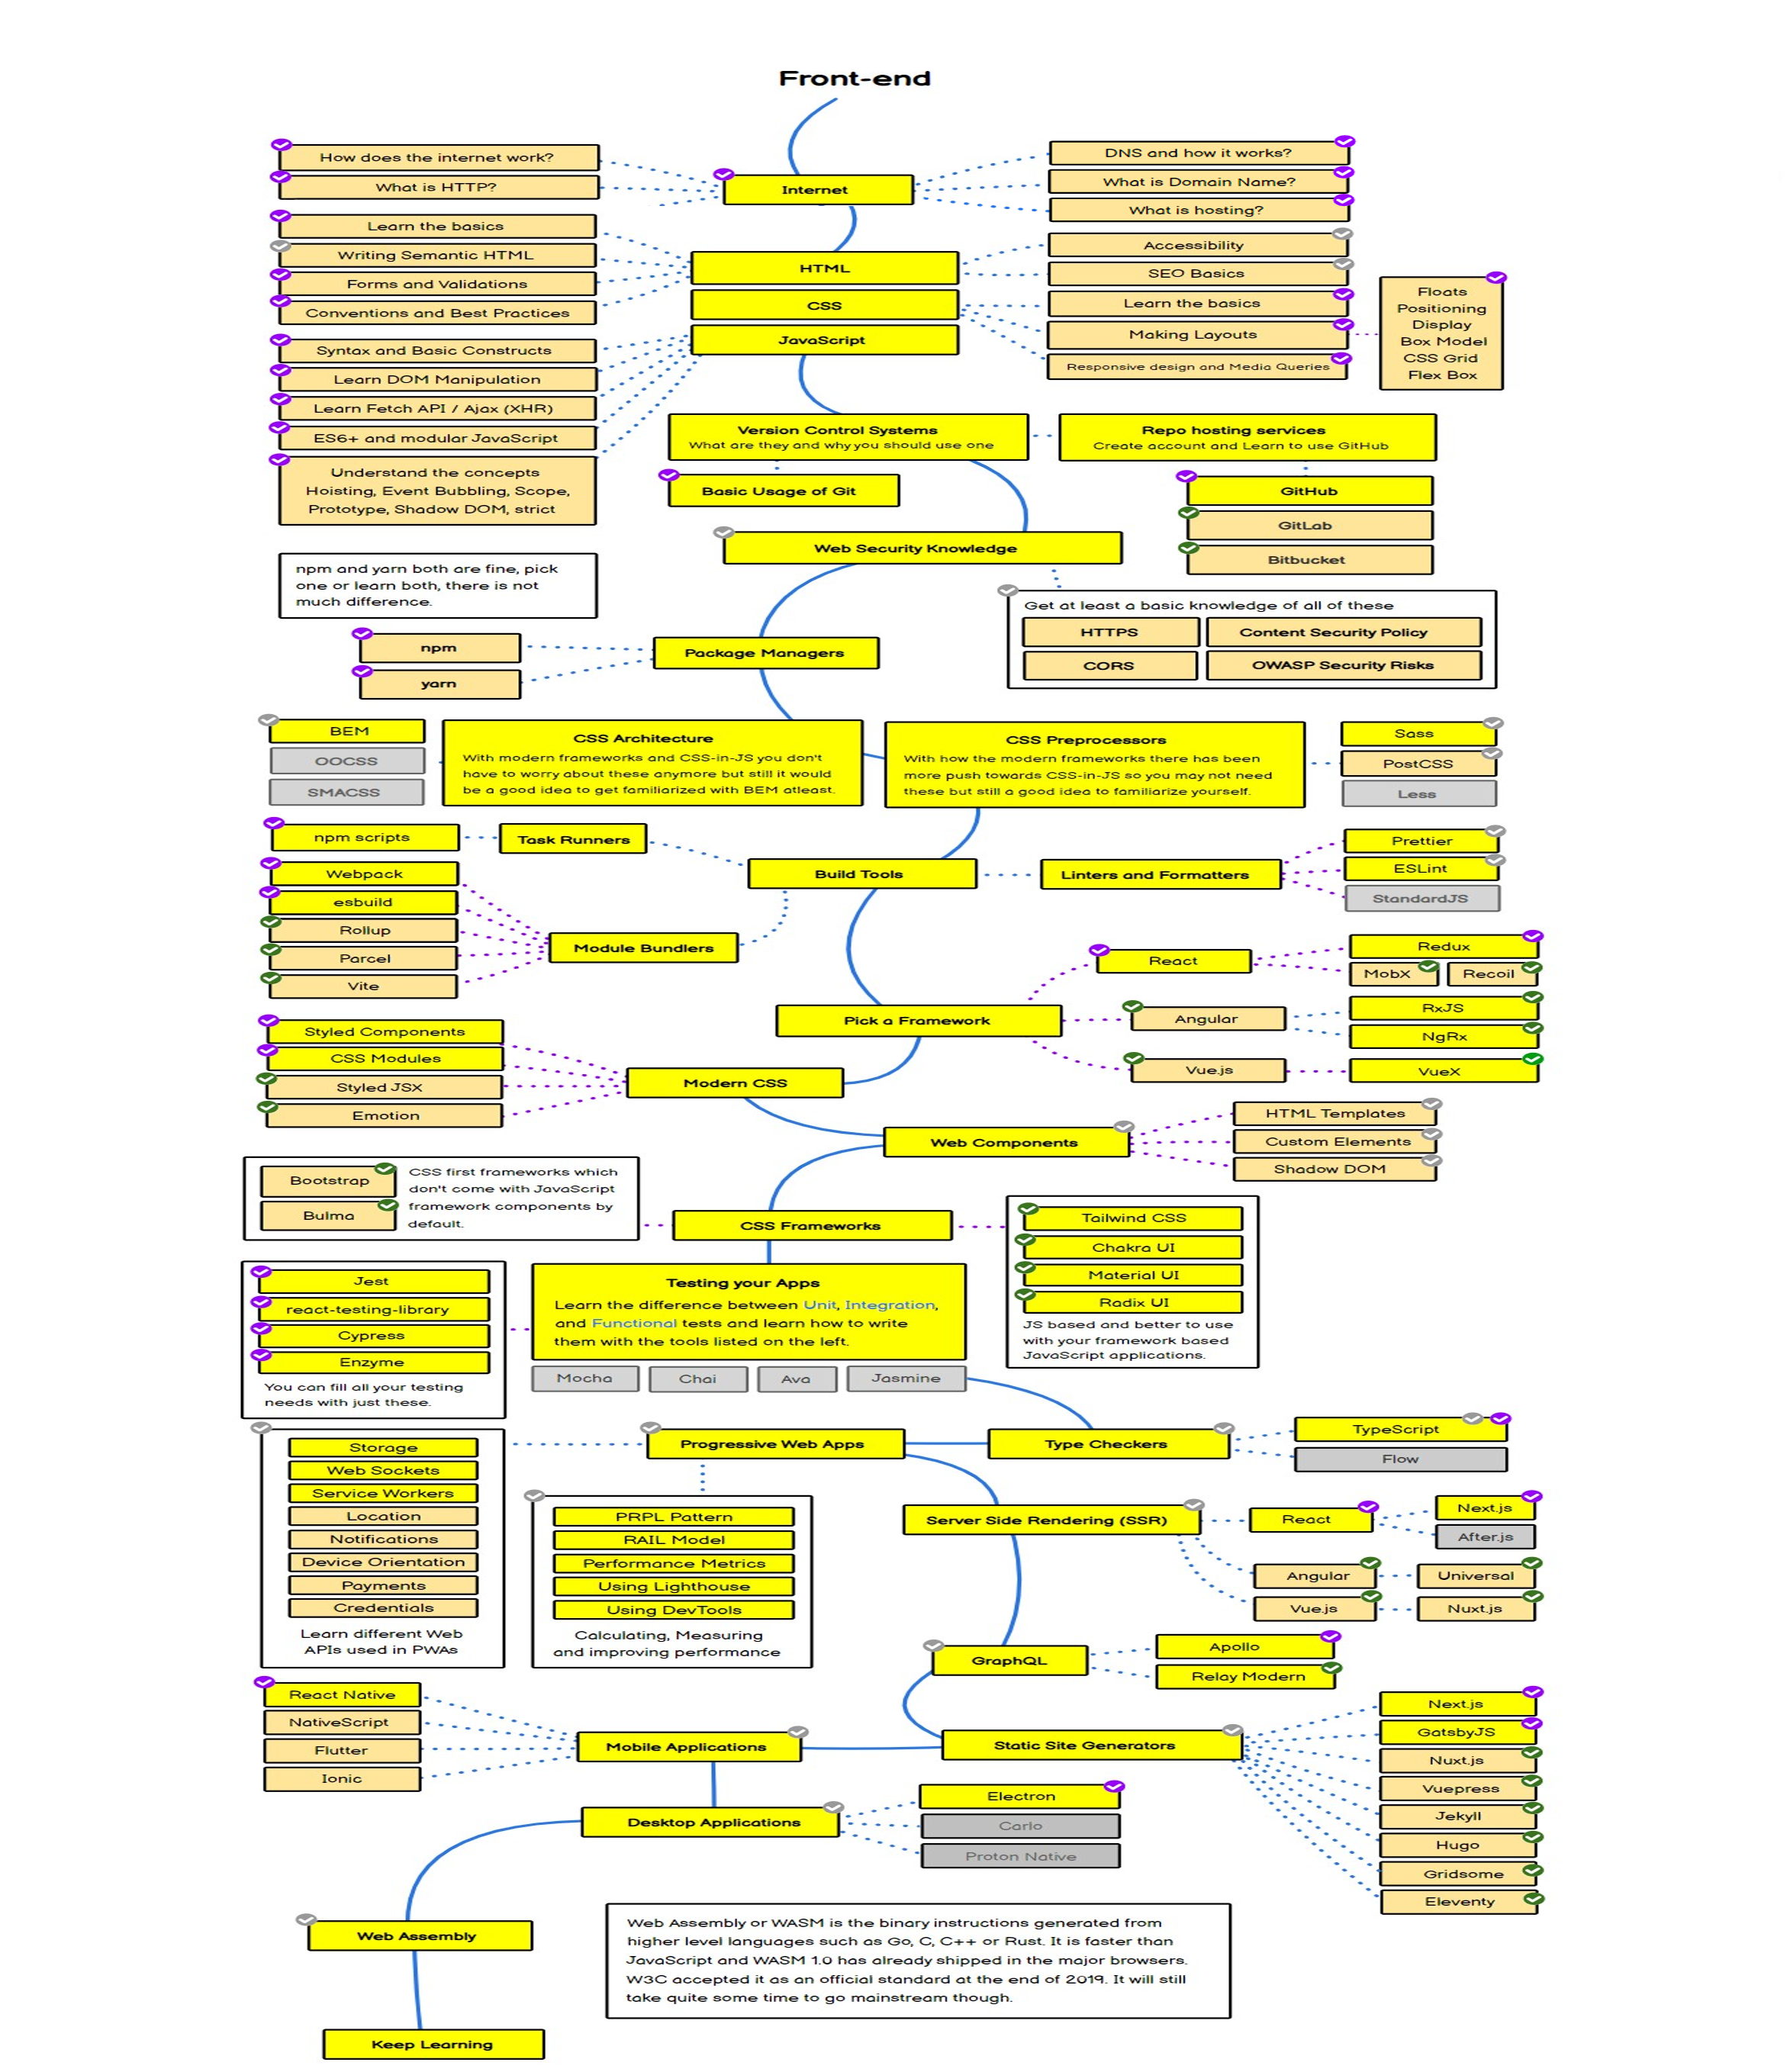 Front-end
How does the internet work?
What is HTTP?
Internet
DNS and how it works?
What is Domain Name?
What is hosting?
Learn the basics
Writing Semantic HTML
Forms and Validations
Conventions and Best Practices
HTML
Accessibility
SEO Basics
CSS
Learn the basics
Making Layouts
Responsive design and Media Queries
Floats
Positioning
Display
Box Model
CSS Grid
Flex Box
JavaScript
Syntax and Basic Constructs
Learn DOM Manipulation
Learn Fetch API / Ajax (XHR)
ES6+ and modular JavaScript
Understand the concepts
Hoisting, Event Bubbling, Scope,
Prototype, Shadow DOM, strict
Version Control Systems
What are they and why you should use one
Repo hosting services
Create account and Learn to use GitHub
Basic Usage of Git
GitHub
GitLab
Bitbucket
Web Security Knowledge
Get at least a basic knowledge of all of these
HTTPS
Content Security Policy
CORS
OWASP Security Risks
npm and yarn both are fine, pick
one or learn both, there is not
much difference.
npm
yarn
Package Managers
BEM
OOCSS
SMACSS
CSS Architecture
With modern frameworks and CSS-in-JS you don't
have to worry about these anymore but still it would
be a good idea to get familiarized with BEM atleast.
CSS Preprocessors
With how the modern frameworks there has been
more push towards CSS-in-JS so you may not need
these but still a good idea to familiarize yourself.
Sass
PostCSS
Less
npm scripts
Task Runners
Build Tools
Linters and Formatters
Prettier
ESLint
StandardJS
Webpack
esbuild
Rollup
Parcel
Vite
Module Bundlers
Pick a Framework
React
Redux
MobX
Recoil
Angular
RxJS
NgRx
Vue.js
VueX
Styled Components
CSS Modules
Styled JSX
Emotion
Modern CSS
Web Components
HTML Templates
Custom Elements
Shadow DOM
Bootstrap
Bulma
CSS first frameworks which
don't come with JavaScript
framework components by
default.
CSS Frameworks
Tailwind CSS
Chakra UI
Material UI
Radix UI
JS based and better to use
with your framework based
JavaScript applications.
Jest
react-testing-library
Cypress
Enzyme
You can fill all your testing
needs with just these.
Testing your Apps
Learn the difference between Unit, Integration,
and Functional tests and learn how to write
them with the tools listed on the left.
Mocha
Chai
Ava
Jasmine
Progressive Web Apps
Type Checkers
TypeScript
Flow
Storage
Web Sockets
Service Workers
Location
Notifications
Device Orientation
Payments
Credentials
Learn different Web
APIs used in PWAs
PRPL Pattern
RAIL Model
Performance Metrics
Using Lighthouse
Using DevTools
Calculating, Measuring
and improving performance
Server Side Rendering (SSR)
React
Next.js
After.js
Angular
Universal
Vue.js
Nuxt.js
GraphQL
Apollo
Relay Modern
React Native
NativeScript
Flutter
Ionic
Mobile Applications
Static Site Generators
Next.js
GatsbyJS
Nuxt.js
Vuepress
Jekyll
Hugo
Gridsome
Eleventy
Desktop Applications
Electron
Carlo
Proton Native
Web Assembly
Web Assembly or WASM is the binary instructions generated from
higher level languages such as Go, C, C++ or Rust. It is faster than
JavaScript and WASM 1.0 has already shipped in the major browsers.
W3C accepted it as an official standard at the end of 2019. It will still
take quite some time to go mainstream though.
Keep Learning